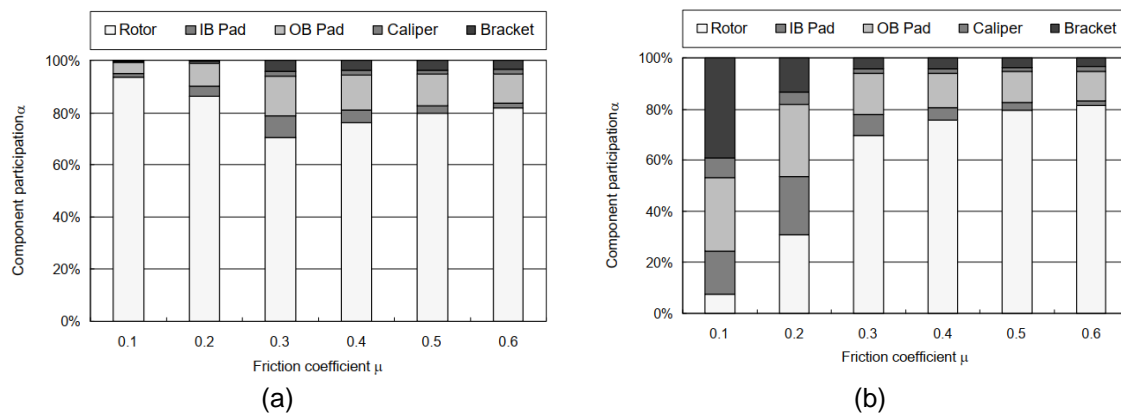 Rotor IB Pad OB Pad Caliper Bracket
100%
80%
60%
40%
20%
0%
Component participation α
0.1 0.2 0.3 0.4 0.5 0.6
Friction coefficient μ
(a)
Rotor IB Pad OB Pad Caliper Bracket
100%
80%
60%
40%
20%
0%
Component participation α
0.1 0.2 0.3 0.4 0.5 0.6
Friction coefficient μ
(b)